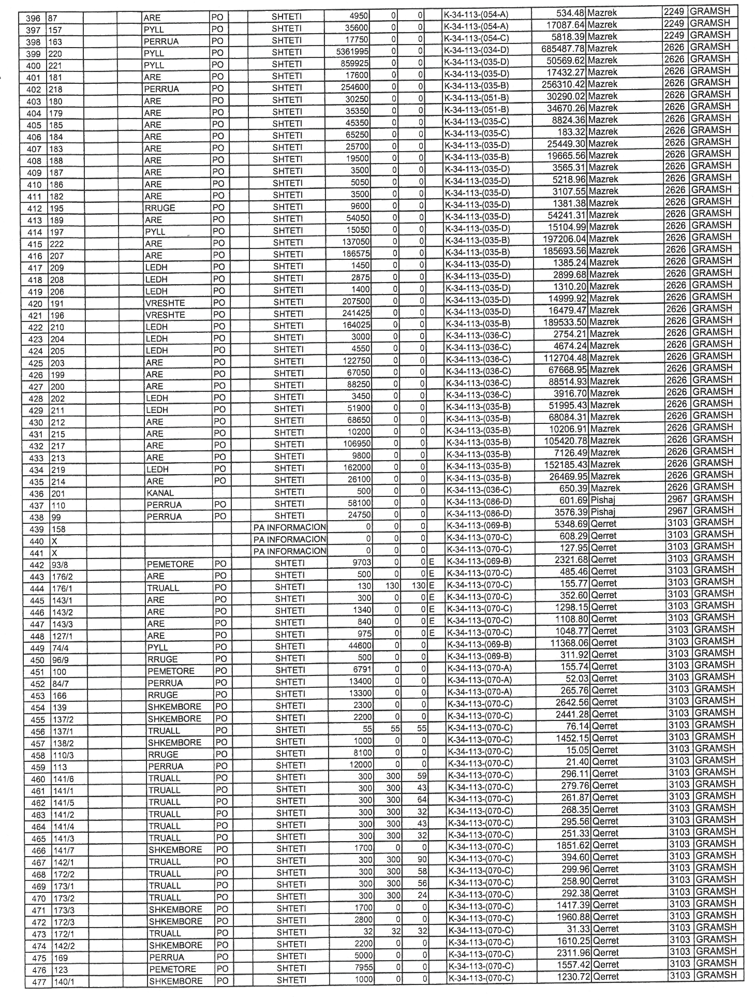 396 87 ARE PO SHTETI 4950 0 0 K-34-113-(054-A) 534.48 Mazrek 2249 GRAMSH
397 157 PYLL PO SHTETI 35600 0 0 K-34-113-(054-A) 17087.64 Mazrek 2249 GRAMSH
398 163 PERRUA PO SHTETI 17750 0 0 K-34-113-(054-C) 5818.39 Mazrek 2249 GRAMSH
399 220 PYLL PO SHTETI 5361995 0 0 K-34-113-(034-D) 685487.78 Mazrek 2626 GRAMSH
400 221 PYLL PO SHTETI 859925 0 0 K-34-113-(035-D) 50569.62 Mazrek 2626 GRAMSH
401 181 ARE PO SHTETI 17600 0 0 K-34-113-(035-D) 17432.27 Mazrek 2626 GRAMSH
402 218 PERRUA PO SHTETI 254600 0 0 K-34-113-(035-B) 256310.42 Mazrek 2626 GRAMSH
403 180 ARE PO SHTETI 30250 0 0 K-34-113-(051-B) 30290.02 Mazrek 2626 GRAMSH
404 179 ARE PO SHTETI 35350 0 0 K-34-113-(051-B) 34670.26 Mazrek 2626 GRAMSH
405 185 ARE PO SHTETI 45350 0 0 K-34-113-(035-C) 8824.36 Mazrek 2626 GRAMSH
406 184 ARE PO SHTETI 65250 0 0 K-34-113-(035-C) 183.32 Mazrek 2626 GRAMSH
407 183 ARE PO SHTETI 25700 0 0 K-34-113-(035-D) 25449.30 Mazrek 2626 GRAMSH
408 188 ARE PO SHTETI 19500 0 0 K-34-113-(035-B) 19665.56 Mazrek 2626 GRAMSH
409 187 ARE PO SHTETI 3500 0 0 K-34-113-(035-D) 3565.31 Mazrek 2626 GRAMSH
410 186 ARE PO SHTETI 5050 0 0 K-34-113-(035-D) 5218.96 Mazrek 2626 GRAMSH
411 182 ARE PO SHTETI 3500 0 0 K-34-113-(035-D) 3107.55 Mazrek 2626 GRAMSH
412 195 RRUGE PO SHTETI 9600 0 0 K-34-113-(035-D) 1381.38 Mazrek 2626 GRAMSH
413 189 ARE PO SHTETI 54050 0 0 K-34-113-(035-D) 54241.31 Mazrek 2626 GRAMSH
414 197 PYLL PO SHTETI 15050 0 0 K-34-113-(035-D) 15104.99 Mazrek 2626 GRAMSH
415 222 ARE PO SHTETI 137050 0 0 K-34-113-(035-B) 197206.04 Mazrek 2626 GRAMSH
416 207 ARE PO SHTETI 186575 0 0 K-34-113-(035-B) 185693.56 Mazrek 2626 GRAMSH
417 209 LEDH PO SHTETI 1450 0 0 K-34-113-(035-D) 1385.24 Mazrek 2626 GRAMSH
418 208 LEDH PO SHTETI 2875 0 0 K-34-113-(035-D) 2899.68 Mazrek 2626 GRAMSH
419 206 LEDH PO SHTETI 1400 0 0 K-34-113-(035-D) 1310.20 Mazrek 2626 GRAMSH
420 191 VRESHTE PO SHTETI 207500 0 0 K-34-113-(035-D) 14999.92 Mazrek 2626 GRAMSH
421 196 VRESHTE PO SHTETI 241425 0 0 K-34-113-(035-D) 16479.47 Mazrek 2626 GRAMSH
422 210 LEDH PO SHTETI 164025 0 0 K-34-113-(035-B) 189533.50 Mazrek 2626 GRAMSH
423 204 LEDH PO SHTETI 3000 0 0 K-34-113-(036-C) 2754.21 Mazrek 2626 GRAMSH
424 205 LEDH PO SHTETI 4550 0 0 K-34-113-(036-C) 4674.24 Mazrek 2626 GRAMSH
425 203 ARE PO SHTETI 122750 0 0 K-34-113-(036-C) 112704.48 Mazrek 2626 GRAMSH
426 199 ARE PO SHTETI 67050 0 0 K-34-113-(036-C) 67668.95 Mazrek 2626 GRAMSH
427 200 ARE PO SHTETI 88250 0 0 K-34-113-(036-C) 88514.93 Mazrek 2626 GRAMSH
428 202 LEDH PO SHTETI 3450 0 0 K-34-113-(036-C) 3916.70 Mazrek 2626 GRAMSH
429 211 LEDH PO SHTETI 51900 0 0 K-34-113-(035-B) 51995.43 Mazrek 2626 GRAMSH
430 212 ARE PO SHTETI 68650 0 0 K-34-113-(035-B) 68084.31 Mazrek 2626 GRAMSH
431 215 ARE PO SHTETI 10200 0 0 K-34-113-(035-B) 10206.91 Mazrek 2626 GRAMSH
432 217 ARE PO SHTETI 106950 0 0 K-34-113-(035-B) 105420.78 Mazrek 2626 GRAMSH
433 213 ARE PO SHTETI 9800 0 0 K-34-113-(035-B) 7126.49 Mazrek 2626 GRAMSH
434 219 LEDH PO SHTETI 162000 0 0 K-34-113-(035-B) 152185.43 Mazrek 2626 GRAMSH
435 214 ARE PO SHTETI 26100 0 0 K-34-113-(035-B) 26469.95 Mazrek 2626 GRAMSH
436 201 KANAL SHTETI 500 0 0 K-34-113-(036-C) 650.39 Mazrek 2626 GRAMSH
437 110 PERRUA PO SHTETI 58100 0 0 K-34-113-(086-D) 601.69 Pishaj 2967 GRAMSH
438 99 PERRUA PO SHTETI 24750 0 0 K-34-113-(086-D) 3576.39 Pishaj 2967 GRAMSH
439 158 PA INFORMACION 0 0 0 K-34-113-(069-B) 5348.69 Qerret 3103 GRAMSH
440 X PA INFORMACION 0 0 0 K-34-113-(070-C) 608.29 Qerret 3103 GRAMSH
441 X PA INFORMACION 0 0 0 K-34-113-(070-C) 127.95 Qerret 3103 GRAMSH
442 93/8 PEMETORE PO SHTETI 9703 0 0 E K-34-113-(069-B) 2321.68 Qerret 3103 GRAMSH
443 176/2 ARE PO SHTETI 500 0 0 E K-34-113-(070-C) 485.46 Qerret 3103 GRAMSH
444 176/1 TRUALL PO SHTETI 130 130 130 E K-34-113-(070-C) 155.77 Qerret 3103 GRAMSH
445 143/1 ARE PO SHTETI 300 0 0 E K-34-113-(070-C) 352.60 Qerret 3103 GRAMSH
446 143/2 ARE PO SHTETI 1340 0 0 E K-34-113-(070-C) 1298.15 Qerret 3103 GRAMSH
447 143/3 ARE PO SHTETI 840 0 0 E K-34-113-(070-C) 1108.80 Qerret 3103 GRAMSH
448 127/1 ARE PO SHTETI 975 0 0 E K-34-113-(070-C) 1048.77 Qerret 3103 GRAMSH
449 74/4 PYLL PO SHTETI 44600 0 0 K-34-113-(069-B) 11368.06 Qerret 3103 GRAMSH
450 96/9 RRUGE PO SHTETI 500 0 0 K-34-113-(069-B) 311.92 Qerret 3103 GRAMSH
451 100 PEMETORE PO SHTETI 6791 0 0 K-34-113-(070-A) 155.74 Qerret 3103 GRAMSH
452 84/7 PERRUA PO SHTETI 13400 0 0 K-34-113-(070-A) 52.03 Qerret 3103 GRAMSH
453 166 RRUGE PO SHTETI 13300 0 0 K-34-113-(070-A) 265.76 Qerret 3103 GRAMSH
454 139 SHKEMBORE PO SHTETI 2300 0 0 K-34-113-(070-C) 2642.56 Qerret 3103 GRAMSH
455 137/2 SHKEMBORE PO SHTETI 2200 0 0 K-34-113-(070-C) 2441.28 Qerret 3103 GRAMSH
456 137/1 TRUALL PO SHTETI 55 55 55 K-34-113-(070-C) 76.14 Qerret 3103 GRAMSH
457 138/2 SHKEMBORE PO SHTETI 1000 0 0 K-34-113-(070-C) 1452.15 Qerret 3103 GRAMSH
458 110/3 RRUGE PO SHTETI 8100 0 0 K-34-113-(070-C) 15.05 Qerret 3103 GRAMSH
459 113 PERRUA PO SHTETI 12000 0 0 K-34-113-(070-C) 21.40 Qerret 3103 GRAMSH
460 141/6 TRUALL PO SHTETI 300 300 59 K-34-113-(070-C) 296.11 Qerret 3103 GRAMSH
461 141/1 TRUALL PO SHTETI 300 300 43 K-34-113-(070-C) 279.76 Qerret 3103 GRAMSH
462 141/5 TRUALL PO SHTETI 300 300 64 K-34-113-(070-C) 261.87 Qerret 3103 GRAMSH
463 141/2 TRUALL PO SHTETI 300 300 32 K-34-113-(070-C) 268.35 Qerret 3103 GRAMSH
464 141/4 TRUALL PO SHTETI 300 300 43 K-34-113-(070-C) 295.56 Qerret 3103 GRAMSH
465 141/3 TRUALL PO SHTETI 300 300 32 K-34-113-(070-C) 251.33 Qerret 3103 GRAMSH
466 141/7 SHKEMBORE PO SHTETI 1700 0 0 K-34-113-(070-C) 1851.62 Qerret 3103 GRAMSH
467 142/1 TRUALL PO SHTETI 300 300 90 K-34-113-(070-C) 394.60 Qerret 3103 GRAMSH
468 172/2 TRUALL PO SHTETI 300 300 58 K-34-113-(070-C) 299.96 Qerret 3103 GRAMSH
469 173/1 TRUALL PO SHTETI 300 300 56 K-34-113-(070-C) 258.90 Qerret 3103 GRAMSH
470 173/2 TRUALL PO SHTETI 300 300 24 K-34-113-(070-C) 292.38 Qerret 3103 GRAMSH
471 173/3 SHKEMBORE PO SHTETI 1700 0 0 K-34-113-(070-C) 1417.39 Qerret 3103 GRAMSH
472 172/3 SHKEMBORE PO SHTETI 2800 0 0 K-34-113-(070-C) 1960.88 Qerret 3103 GRAMSH
473 172/1 TRUALL PO SHTETI 32 32 32 K-34-113-(070-C) 31.33 Qerret 3103 GRAMSH
474 142/2 SHKEMBORE PO SHTETI 2200 0 0 K-34-113-(070-C) 1610.25 Qerret 3103 GRAMSH
475 169 PERRUA PO SHTETI 5000 0 0 K-34-113-(070-C) 2311.96 Qerret 3103 GRAMSH
476 123 PEMETORE PO SHTETI 7955 0 0 K-34-113-(070-C) 1557.42 Qerret 3103 GRAMSH
477 140/1 SHKEMBORE PO SHTETI 1000 0 0 K-34-113-(070-C) 1230.72 Qerret 3103 GRAMSH